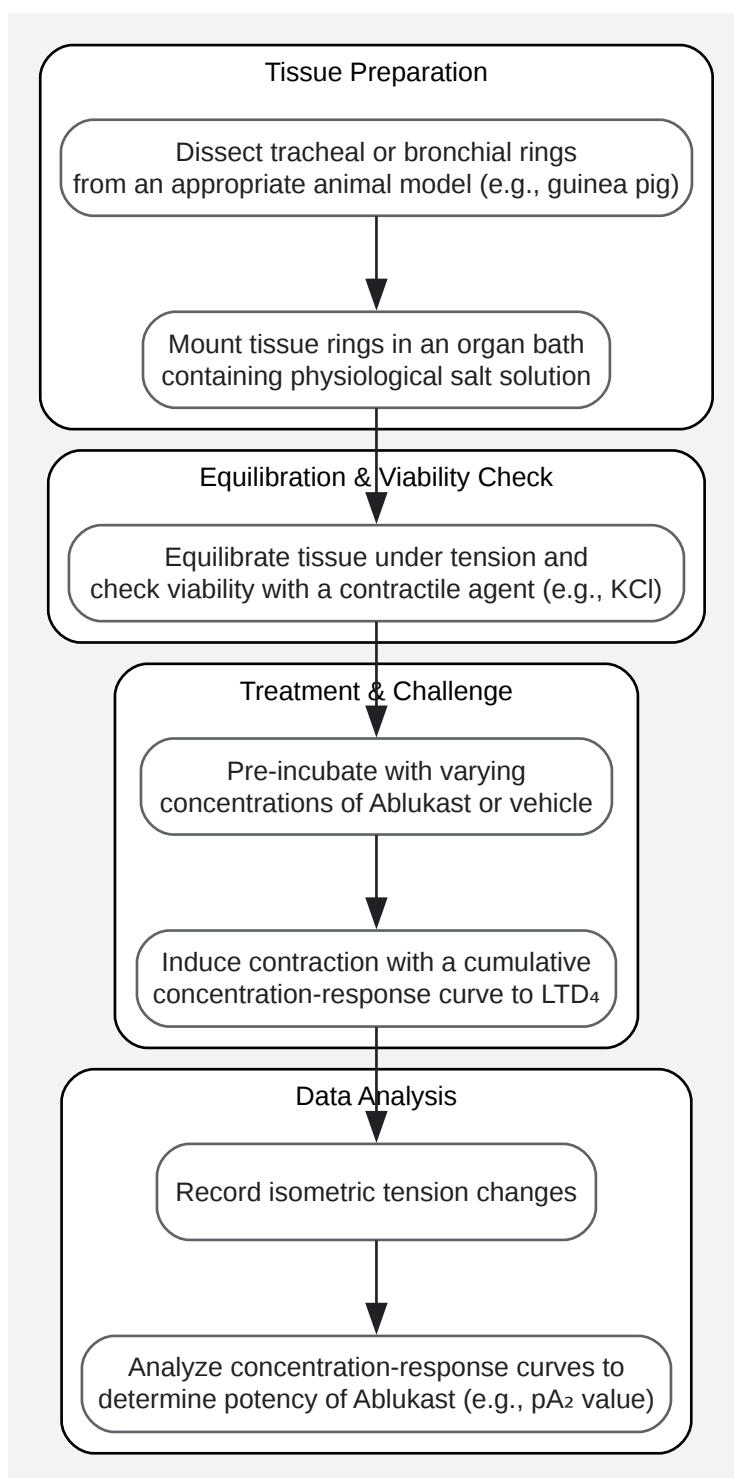 Tissue Preparation
Dissect tracheal or bronchial rings
from an appropriate animal model (e.g., guinea pig)
Mount tissue rings in an organ bath
containing physiological salt solution
Equilibration & Viability Check
Equilibrate tissue under tension and
check viability with a contractile agent (e.g., KCl)
Treatment & Challenge
Pre-incubate with varying
concentrations of Ablukast or vehicle
Induce contraction with a cumulative
concentration-response curve to LTD₄
Data Analysis
Record isometric tension changes
Analyze concentration-response curves to
determine potency of Ablukast (e.g., pA₂ value)